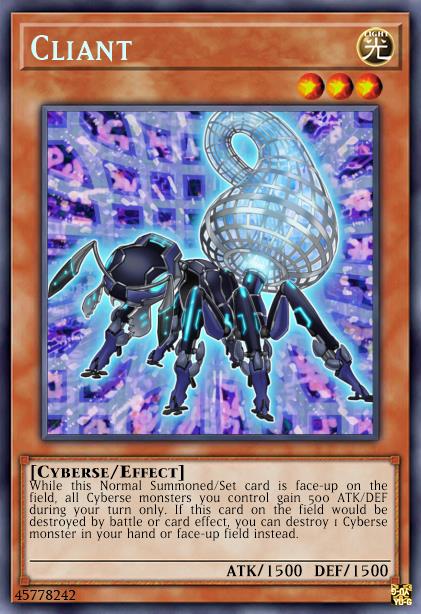 Cliant
LIGHT
光
[Cyberse/Effect]
While this Normal Summoned/Set card is face-up on the
field, all Cyberse monsters you control gain 500 ATK/DEF
during your turn only. If this card on the field would be
destroyed by battle or card effect, you can destroy 1 Cyberse
monster in your hand or face-up field instead.
ATK/1500 DEF/1500
45778242